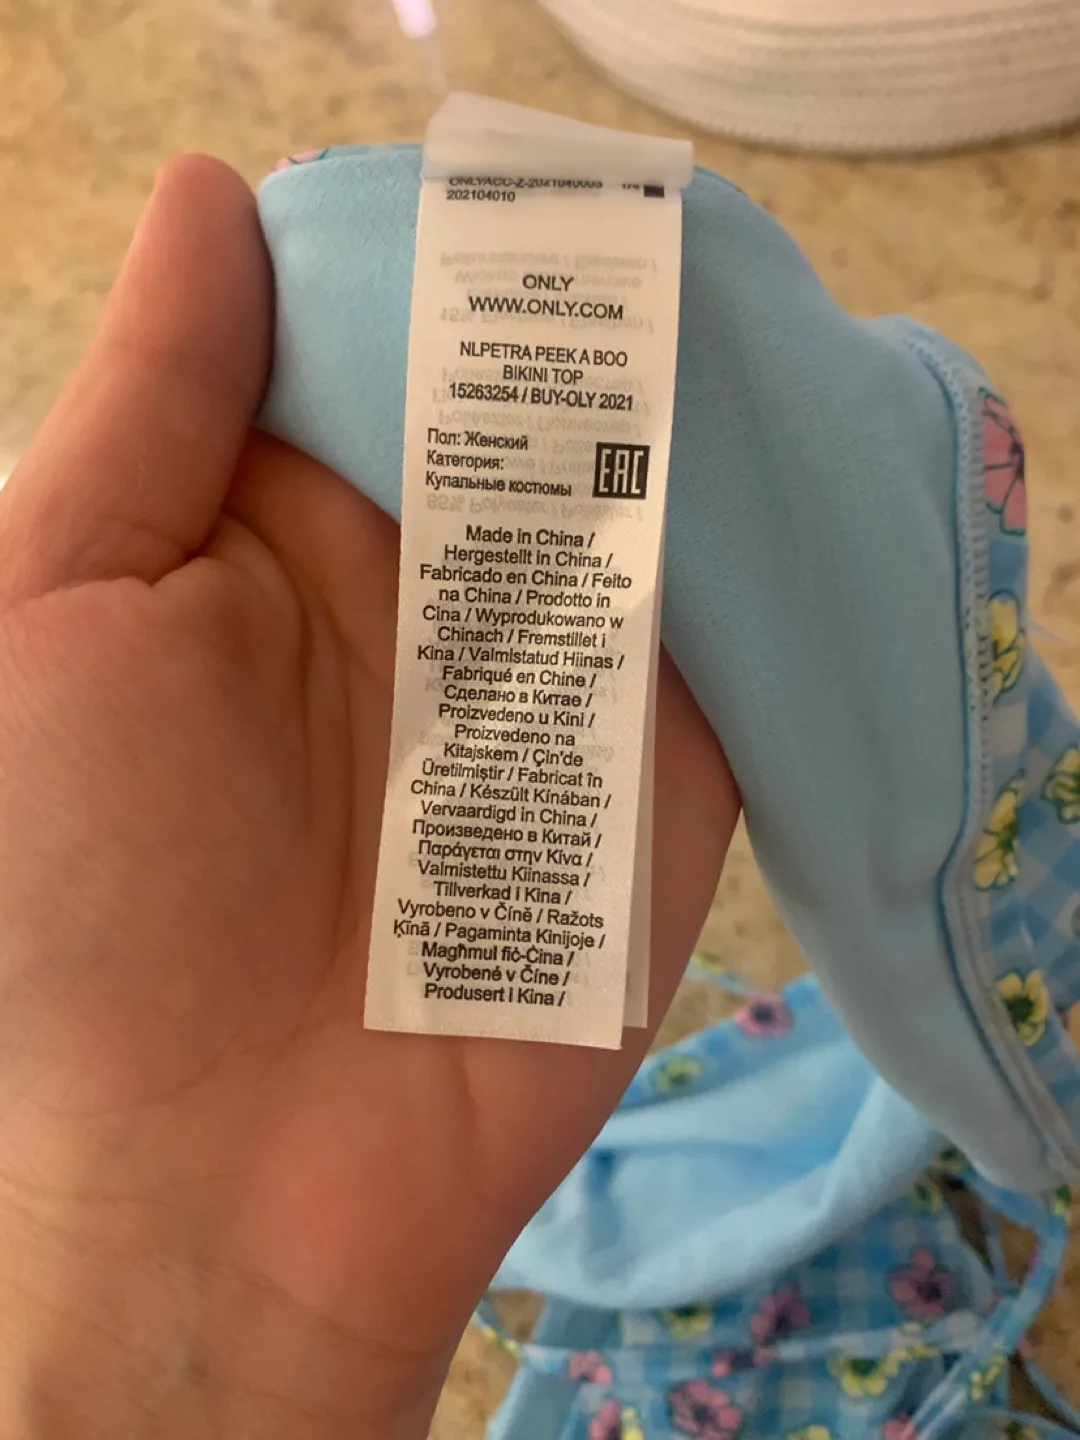 ONLYACC-Z-2021040003
202104010
ONLY
WWW.ONLY.COM
NLPETRA PEEK A BOO
BIKINI TOP
15263254 / BUY-OLY 2021
Пол: Женский
Категория:
Купальные костюмы
EAC
Made in China /
Hergestellt in China /
Fabricado en China / Feito
na China / Prodotto in
Cina / Wyprodukowano w
Chinach / Fremstillet i
Kina / Valmistatud Hiinas /
Fabriqué en Chine /
Сделано в Китае /
Proizvedeno u Kini /
Proizvedeno na
Kitajskem / Çin'de
Üretilmiştir / Fabricat în
China / Készült Kínában /
Vervaardigd in China /
Произведено в Китай /
Παράγεται στην Κίνα /
Valmistettu Kiinassa /
Tillverkad i Kina /
Vyrobeno v Číně / Ražots
Ķīnā / Pagaminta Kinijoje /
Magħmul fiċ-Ċina /
Vyrobené v Číne /
Produsert i Kina /